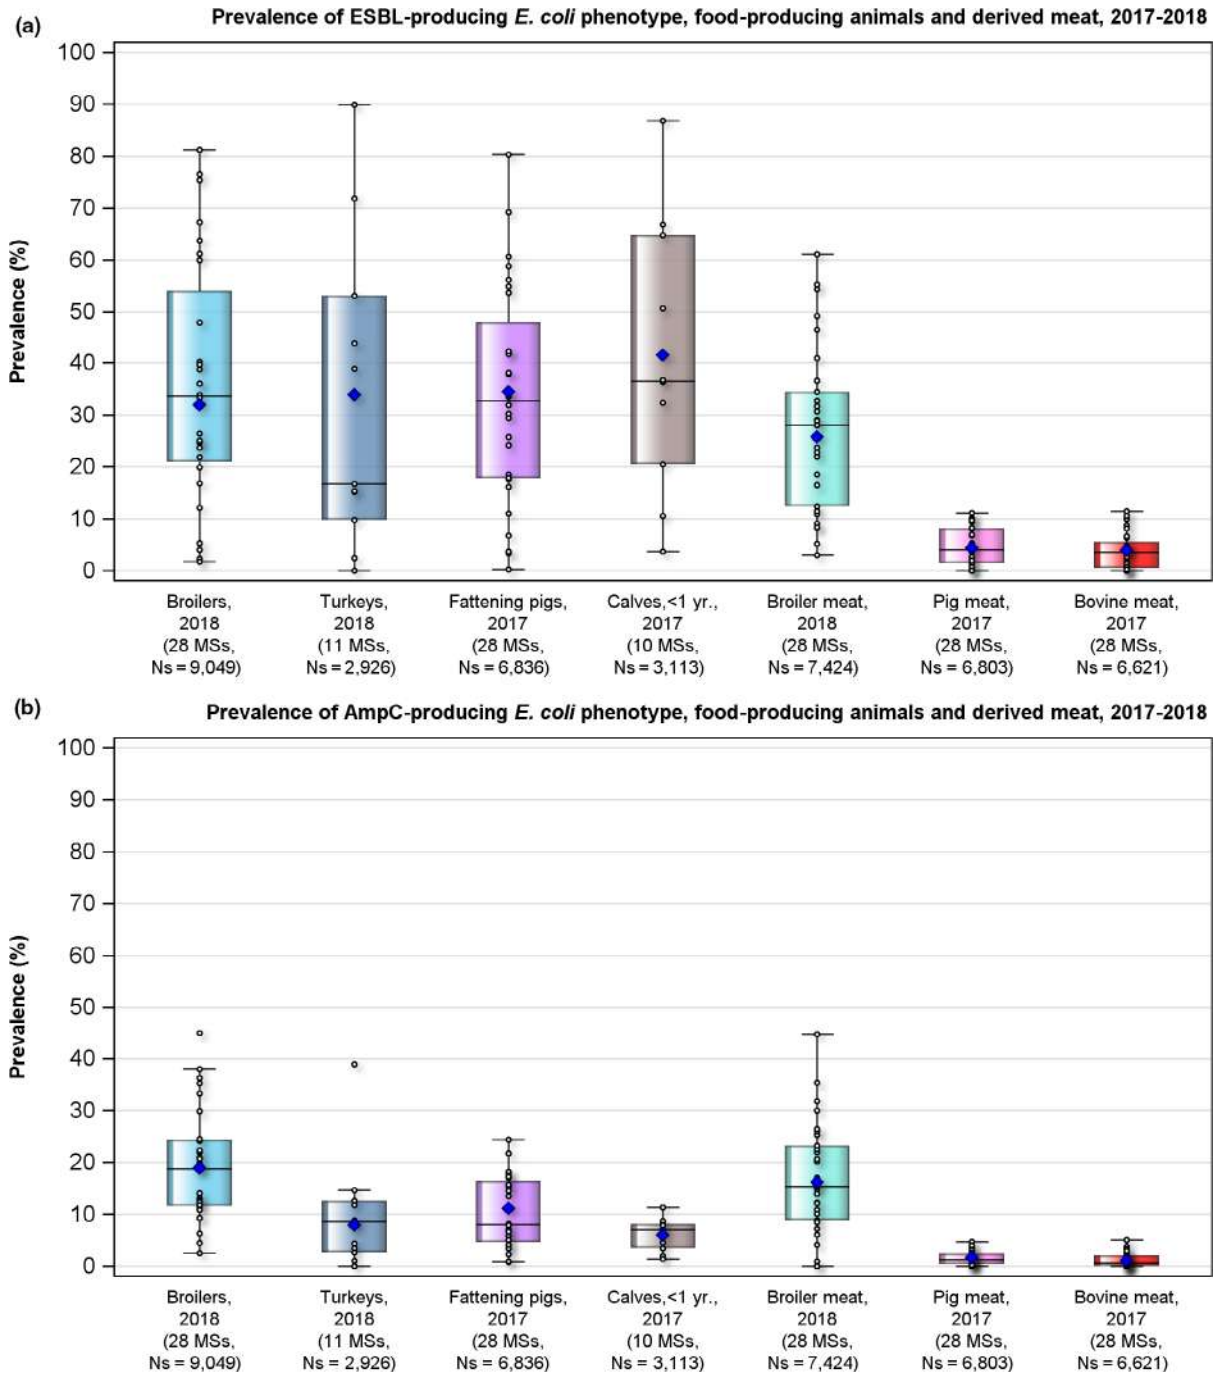 (a)
Prevalence of ESBL-producing E. coli phenotype, food-producing animals and derived meat, 2017-2018
Prevalence (%)
100
90
80
70
60
50
40
30
20
10
0
Broilers, Turkeys, Fattening pigs, Calves,<1 yr., Broiler meat, Pig meat, Bovine meat,
2018 2018 2017 2017 2018 2017 2017
(28 MSs, (11 MSs, (28 MSs, (10 MSs, (28 MSs, (28 MSs, (28 MSs,
Ns = 9,049) Ns = 2,926) Ns = 6,836) Ns = 3,113) Ns = 7,424) Ns = 6,803) Ns = 6,621)
(b)
Prevalence of AmpC-producing E. coli phenotype, food-producing animals and derived meat, 2017-2018
Prevalence (%)
100
90
80
70
60
50
40
30
20
10
0
Broilers, Turkeys, Fattening pigs, Calves,<1 yr., Broiler meat, Pig meat, Bovine meat,
2018 2018 2017 2017 2018 2017 2017
(28 MSs, (11 MSs, (28 MSs, (10 MSs, (28 MSs, (28 MSs, (28 MSs,
Ns = 9,049) Ns = 2,926) Ns = 6,836) Ns = 3,113) Ns = 7,424) Ns = 6,803) Ns = 6,621)